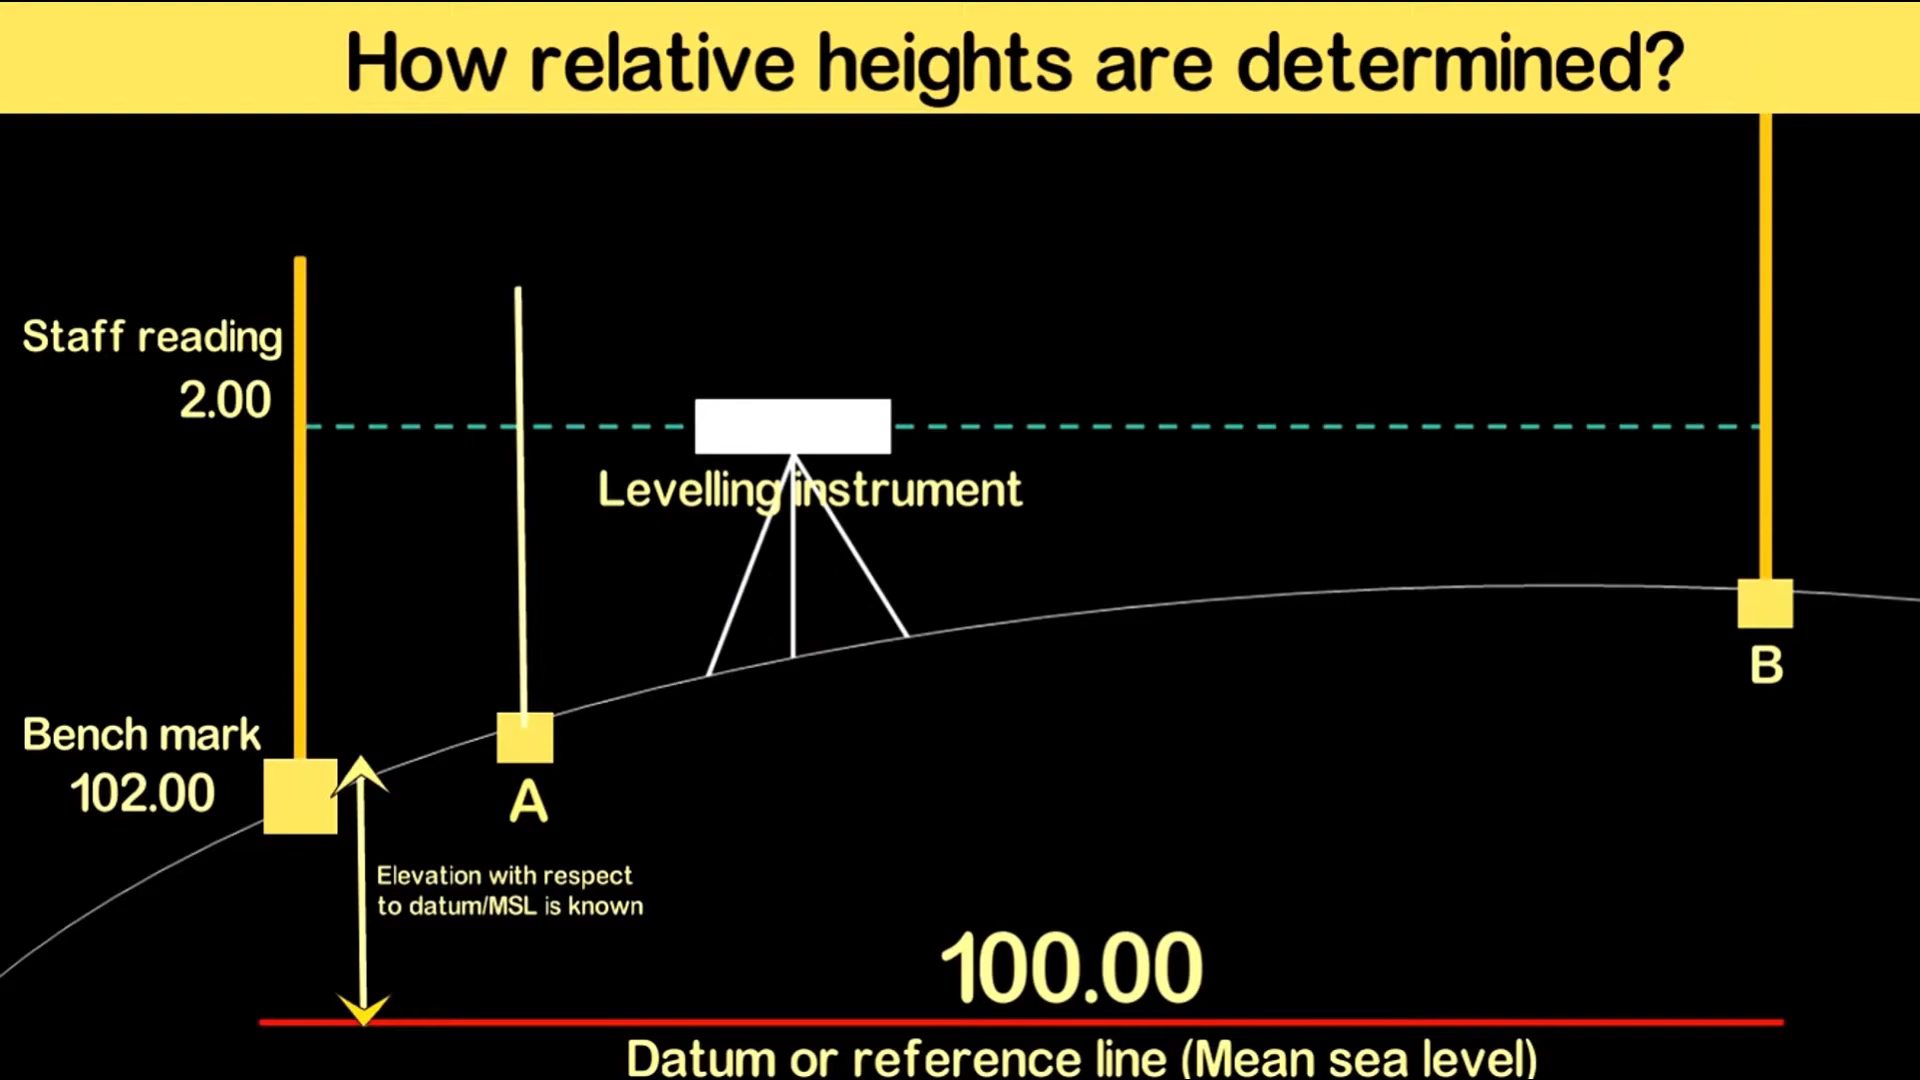 How relative heights are determined?
Staff reading
2.00
Levelling instrument
B
Bench mark
102.00
A
Elevation with respect
to datum/MSL is known
100.00
Datum or reference line (Mean sea level)